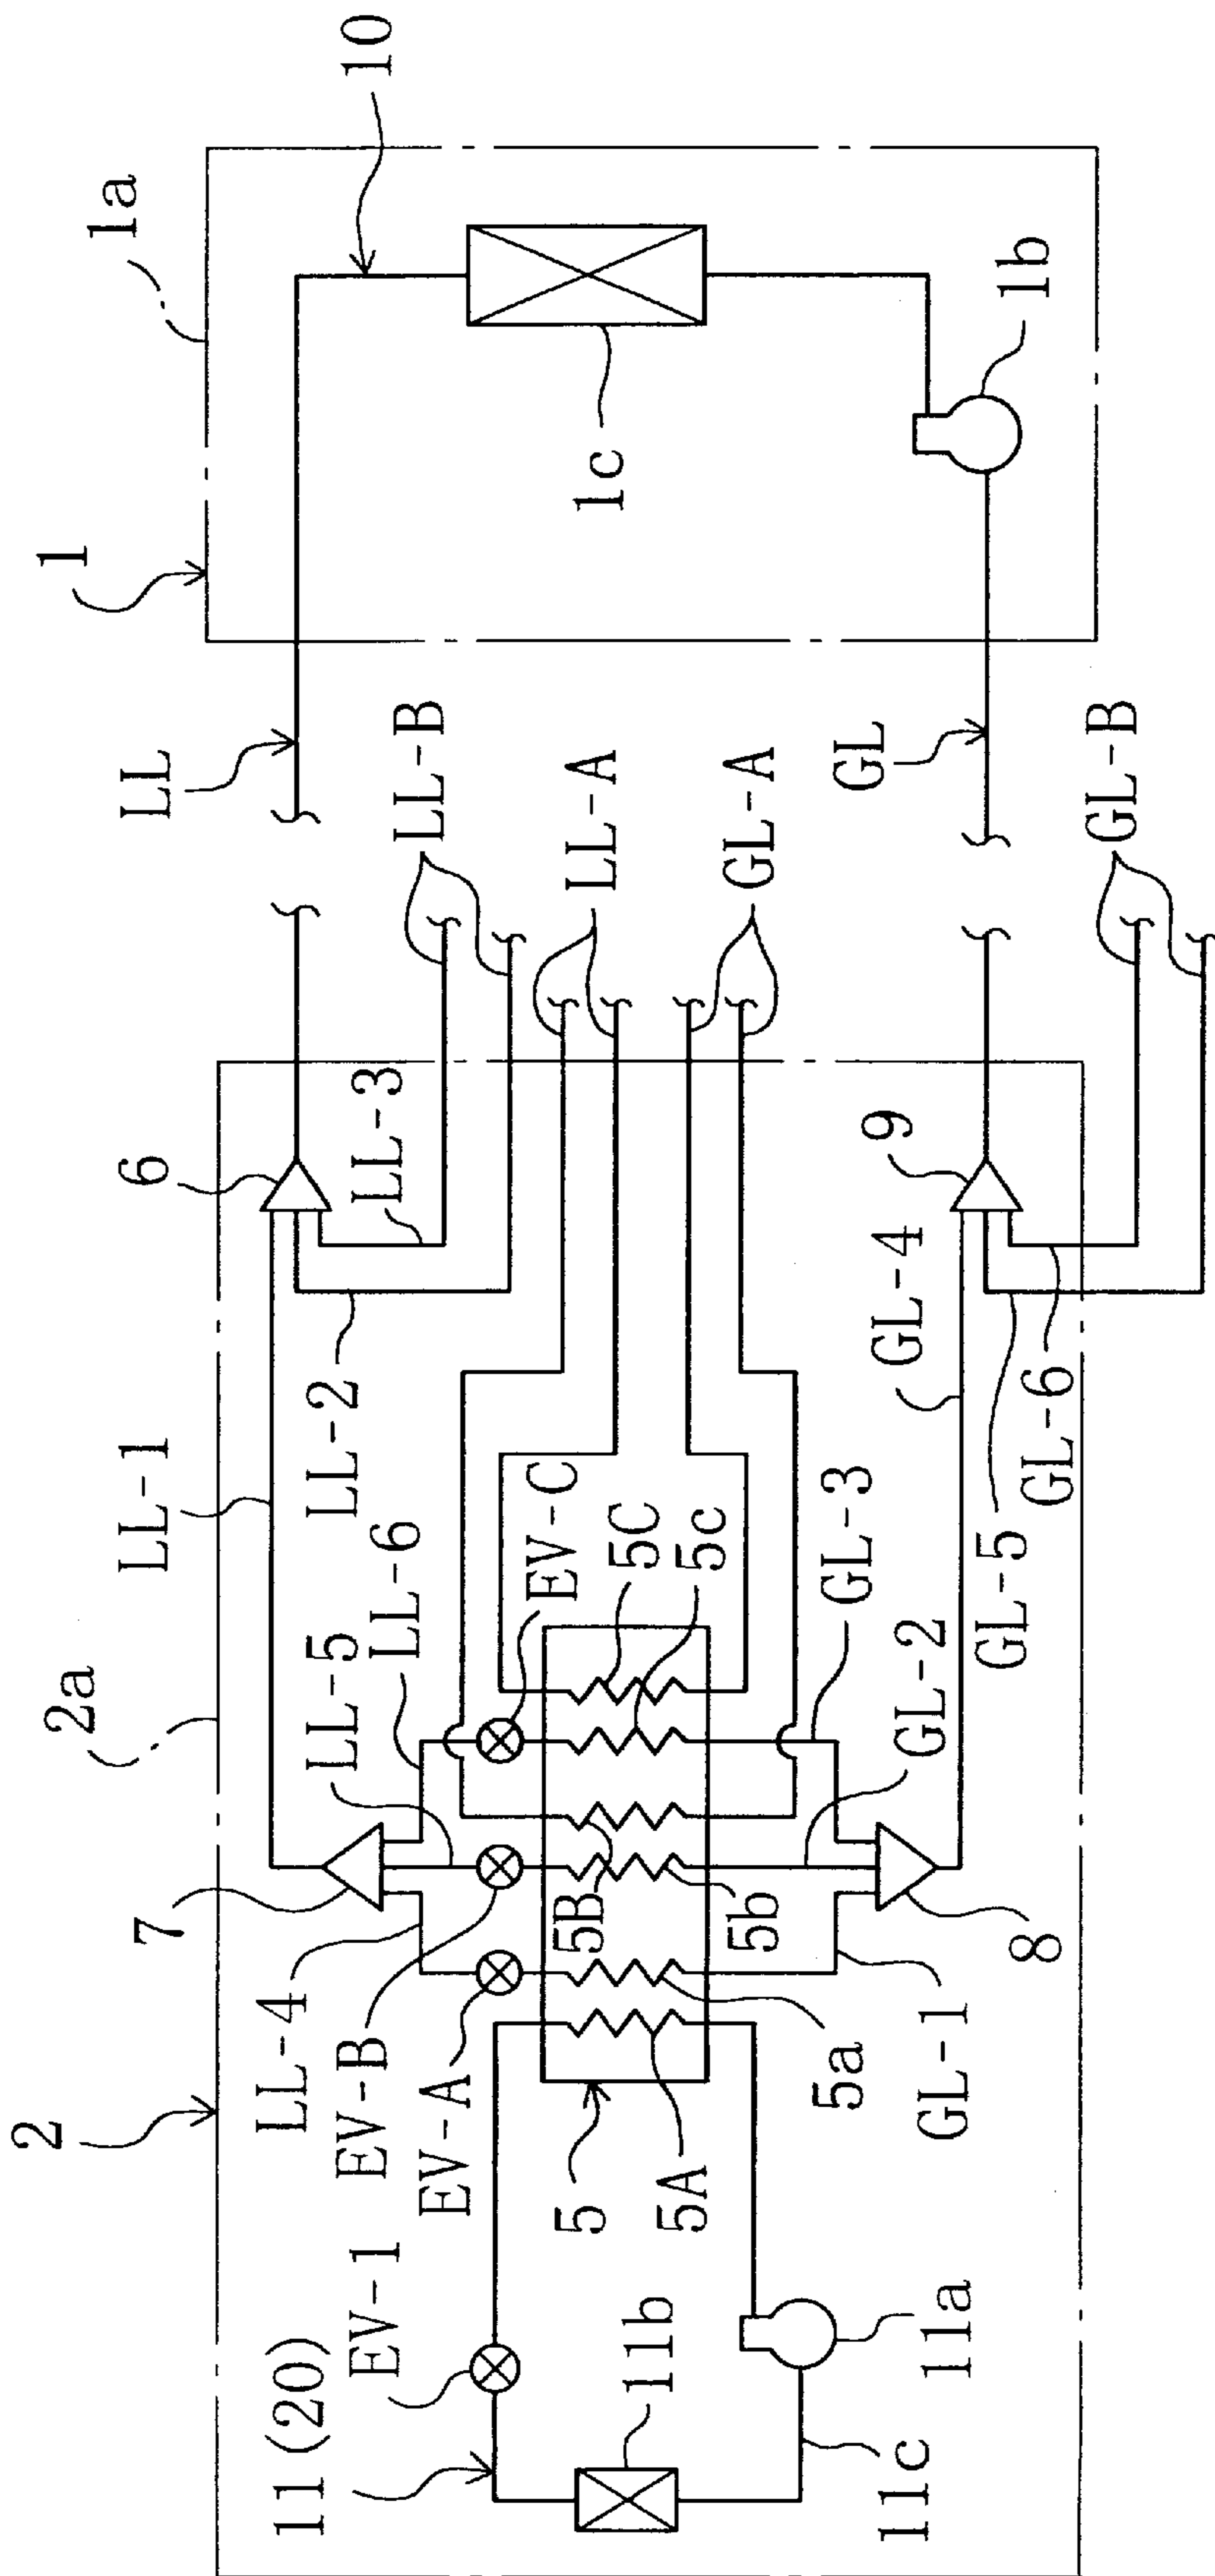 10
1a
1b
1c
1
LL
LL-B
LL-A
GL-A
GL
GL-B
6
LL-3
9
LL-2
GL-4
LL-1
GL-6
GL-5
EV-C
LL-6
5C
5c
GL-3
LL-5
2a
GL-2
7
5B
5b
8
LL-4
EV-B
EV-A
5a
GL-1
2
5
5A
EV-1
11b
11a
11(20)
11c